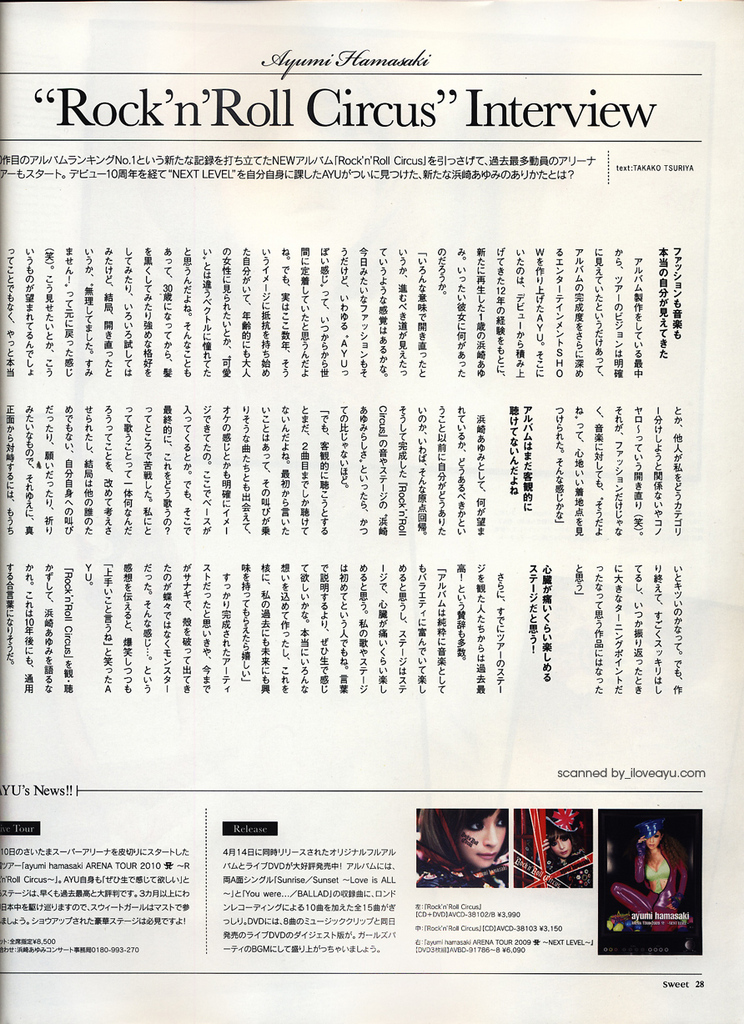 Ayumi Hamasaki
“Rock'n'Roll Circus” Interview
作目のアルバムランキングNo.1という新たな記録を打ち立てたNEWアルバム「Rock'n'Roll Circus」を引っさげて、過去最多動員のアリーナ
アーもスタート。デビュー10周年を経て“NEXT LEVEL”を自分自身に課したAYUがついに見つけた、新たな浜崎あゆみのありかたとは？
text:TAKAKO TSURIYA
ファッションも音楽も
本当の自分が見えてきた
アルバム製作をしている最中
から、ツアーのビジョンは明確
に見えていたというだけあって、
アルバムの完成度をさらに深め
るエンターテインメントSHO
Wを作り上げたAYU。そこに
いたのは、デビューから積み上
げてきた12年の経験をもとに、
新たに再生した1歳の浜崎あゆ
み。いったい彼女に何があった
のだろうか。
「いろんな意味で開き直ったと
いうか、進むべき道が見えたっ
ていうような感覚はあるかな。
今日みたいなファッションもそ
うだけど、いわゆる“AYUっ
ぽい感じ”って、いつからから世
間に定着していたと思うんだよ
ね。でも、実はここ数年、そう
いうイメージに抵抗を持ち始め
た自分がいて、年齢的にも大人
の女性に見られたいとか、“可愛
い”とは違うベクトルに憧れてた
と思うんだよね。そんなことも
あって、30歳になってから、髪
を黒くしてみたり強めな格好を
してみたり、いろいろ試しては
みたけど、結局、開き直ったと
いうか、“無理してました。すみ
ません！”って元に戻った感じ
（笑）。こう見せたいとか、こう
いうものが望まれてるんでしょ
ってことでもなく、やっと本当
とか、他人が私をどうカテゴリ
ー分けしようと関係ないやコノ
ヤローっていう開き直り（笑）。
それが、ファッションだけじゃな
く、音楽に対しても、“そうだよ
ね”って、心地いい着地点を見
つけられた。そんな感じかな」
アルバムはまだ客観的に
聴けてないんだよね
浜崎あゆみとして、何が望ま
れているか、どうあるべきかとい
うこと以前に自分がどうありた
いのか。いわば、そんな原点回帰。
そうして完成した「Rock'n'Roll
Circus」の音やステージの“浜崎
あゆみらしさ”といったら、かつ
ての比じゃないほど。
「でも、客観的に聴こうとする
とまだ、2曲目までしか聴けて
ないんだよね。最初から言いた
いことはあって、その叫びが乗
りそうな曲たちとも出会えて、
オケの感じとかも明確にイメー
ジできてたの。ここでベースが
入ってくるとか。でも、そこで
最終的に、これをどう歌うの？
ってところで苦戦した。私にと
って歌うことって一体何なんだ
ろうってことを、改めて考えさ
せられたし、結局は他の誰のた
めでもない、自分自身への叫び
だったり、願いだったり、祈り
みたいなもので、それゆえに、真
正面から対峙するには、もうち
いとキツいのかなって。でも、作
り終えて、すごくスッキリはし
てるし、いつか振り返ったとき
に大きなターニングポイントだ
ったなって思う作品にはなった
と思う」
心臓が痛いくらい楽しめる
ステージだと思う！
さらに、すでにツアーのステー
ジを観た人たちからは“過去最
高！”という賛辞も多数。
「アルバムは純粋に音楽として
もバラエティに富んでいて楽し
めると思うし、ステージはステ
ージで、心臓が痛いくらい楽し
めると思う。私の歌やステージ
は初めてという人でもね。言葉
で説明するより、ぜひ生で感じ
て欲しいかな。本当にいろんな
想いを込めて作ったし、これを
核に、私の過去にも未来にも興
味を持ってもらえたら嬉しい」
すっかり完成されたアーティ
ストだったと思いきや、今まで
がサナギで、殻を破って出てき
たのが蝶々ではなくモンスター
だった。そんな感じ…。という
感想を伝えると、爆笑しつつも
「上手いこと言うね」と笑ったA
YU。
「Rock'n'Roll Circus」を観・聴
かずして、浜崎あゆみを語るな
かれ。これは10年後にも、通用
する合言葉になりそうだ。
scanned by_iloveayu.com
AYU's News!!
ive Tour
10日のさいたまスーパーアリーナを皮切りにスタートした
ツアー「ayumi hamasaki ARENA TOUR 2010 ～R
'n'Roll Circus～」。AYU自身も「ぜひ生で感じて欲しい」と
ステージは、早くも過去最高と大評判です。3カ月以上にわ
日本中を駆け巡りますので、スウィートガールはマストで参
ましょう。ショウアップされた豪華ステージは必見ですよ！
ット:全席指定¥8,500
合わせ:浜崎あゆみコンサート事務局0180-993-270
Release
4月14日に同時リリースされたオリジナルフルアル
バムとライブDVDが大好評発売中！ アルバムには、
両A面シングル「Sunrise／Sunset ～Love is ALL
～」と「You were…／BALLAD」の収録曲に、ロンド
ンレコーディングによる10曲を加えた全15曲がぎ
っしり。DVDには、8曲のミュージッククリップと同日
発売のライブDVDのダイジェスト版が。ガールズパ
ーティのBGMにして盛り上がっちゃいましょう。
左:「Rock'n'Roll Circus」
[CD+DVD]AVCD-38102/B ¥3,990
中:「Rock'n'Roll Circus」[CD]AVCD-38103 ¥3,150
右:「ayumi hamasaki ARENA TOUR 2009 ～NEXT LEVEL～」
[DVD3枚組]AVBD-91786～8 ¥6,090
ayumi hamasaki
Sweet 28